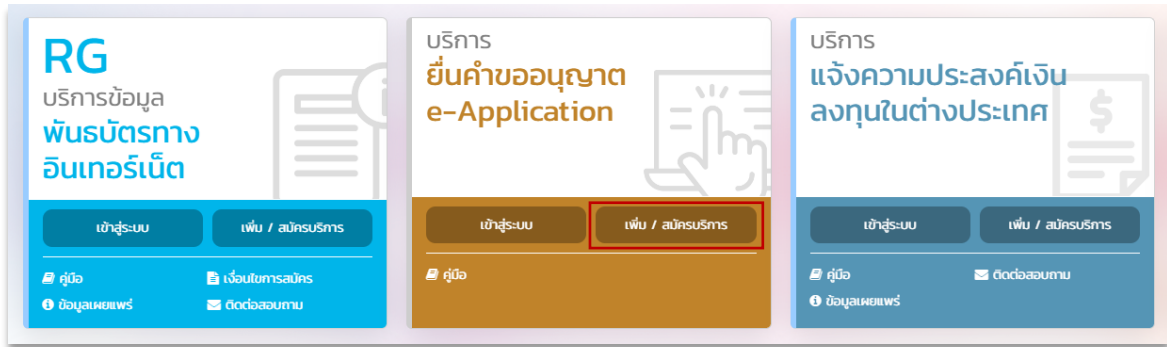 RG
บริการข้อมูล
พันธบัตรทาง
อินเทอร์เน็ต
เข้าสู่ระบบ
เพิ่ม / สมัครบริการ
คู่มือ
เงื่อนไขการสมัคร
ข้อมูลเผยแพร่
ติดต่อสอบถาม
บริการ
ยื่นคำขออนุญาต
e-Application
เข้าสู่ระบบ
เพิ่ม / สมัครบริการ
คู่มือ
บริการ
แจ้งความประสงค์เงิน
ลงทุนในต่างประเทศ
เข้าสู่ระบบ
เพิ่ม / สมัครบริการ
คู่มือ
ติดต่อสอบถาม
ข้อมูลเผยแพร่